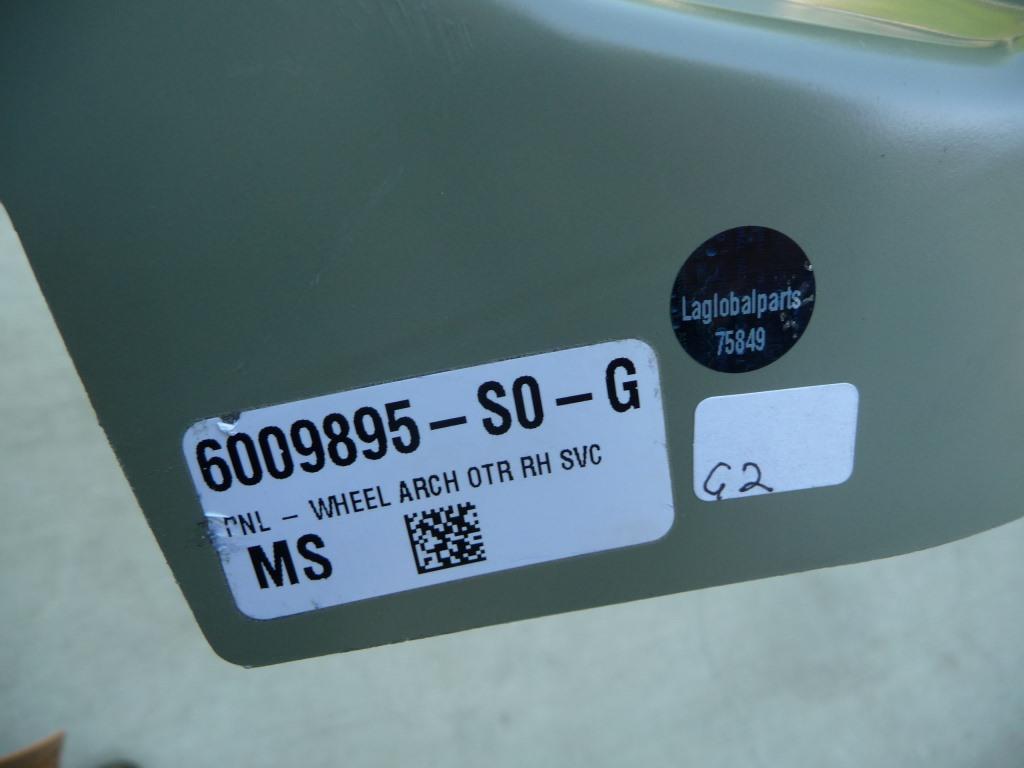 Laglobalparts
75849
6009895-S0-G
PNL - WHEEL ARCH OTR RH SVC
MS
G2